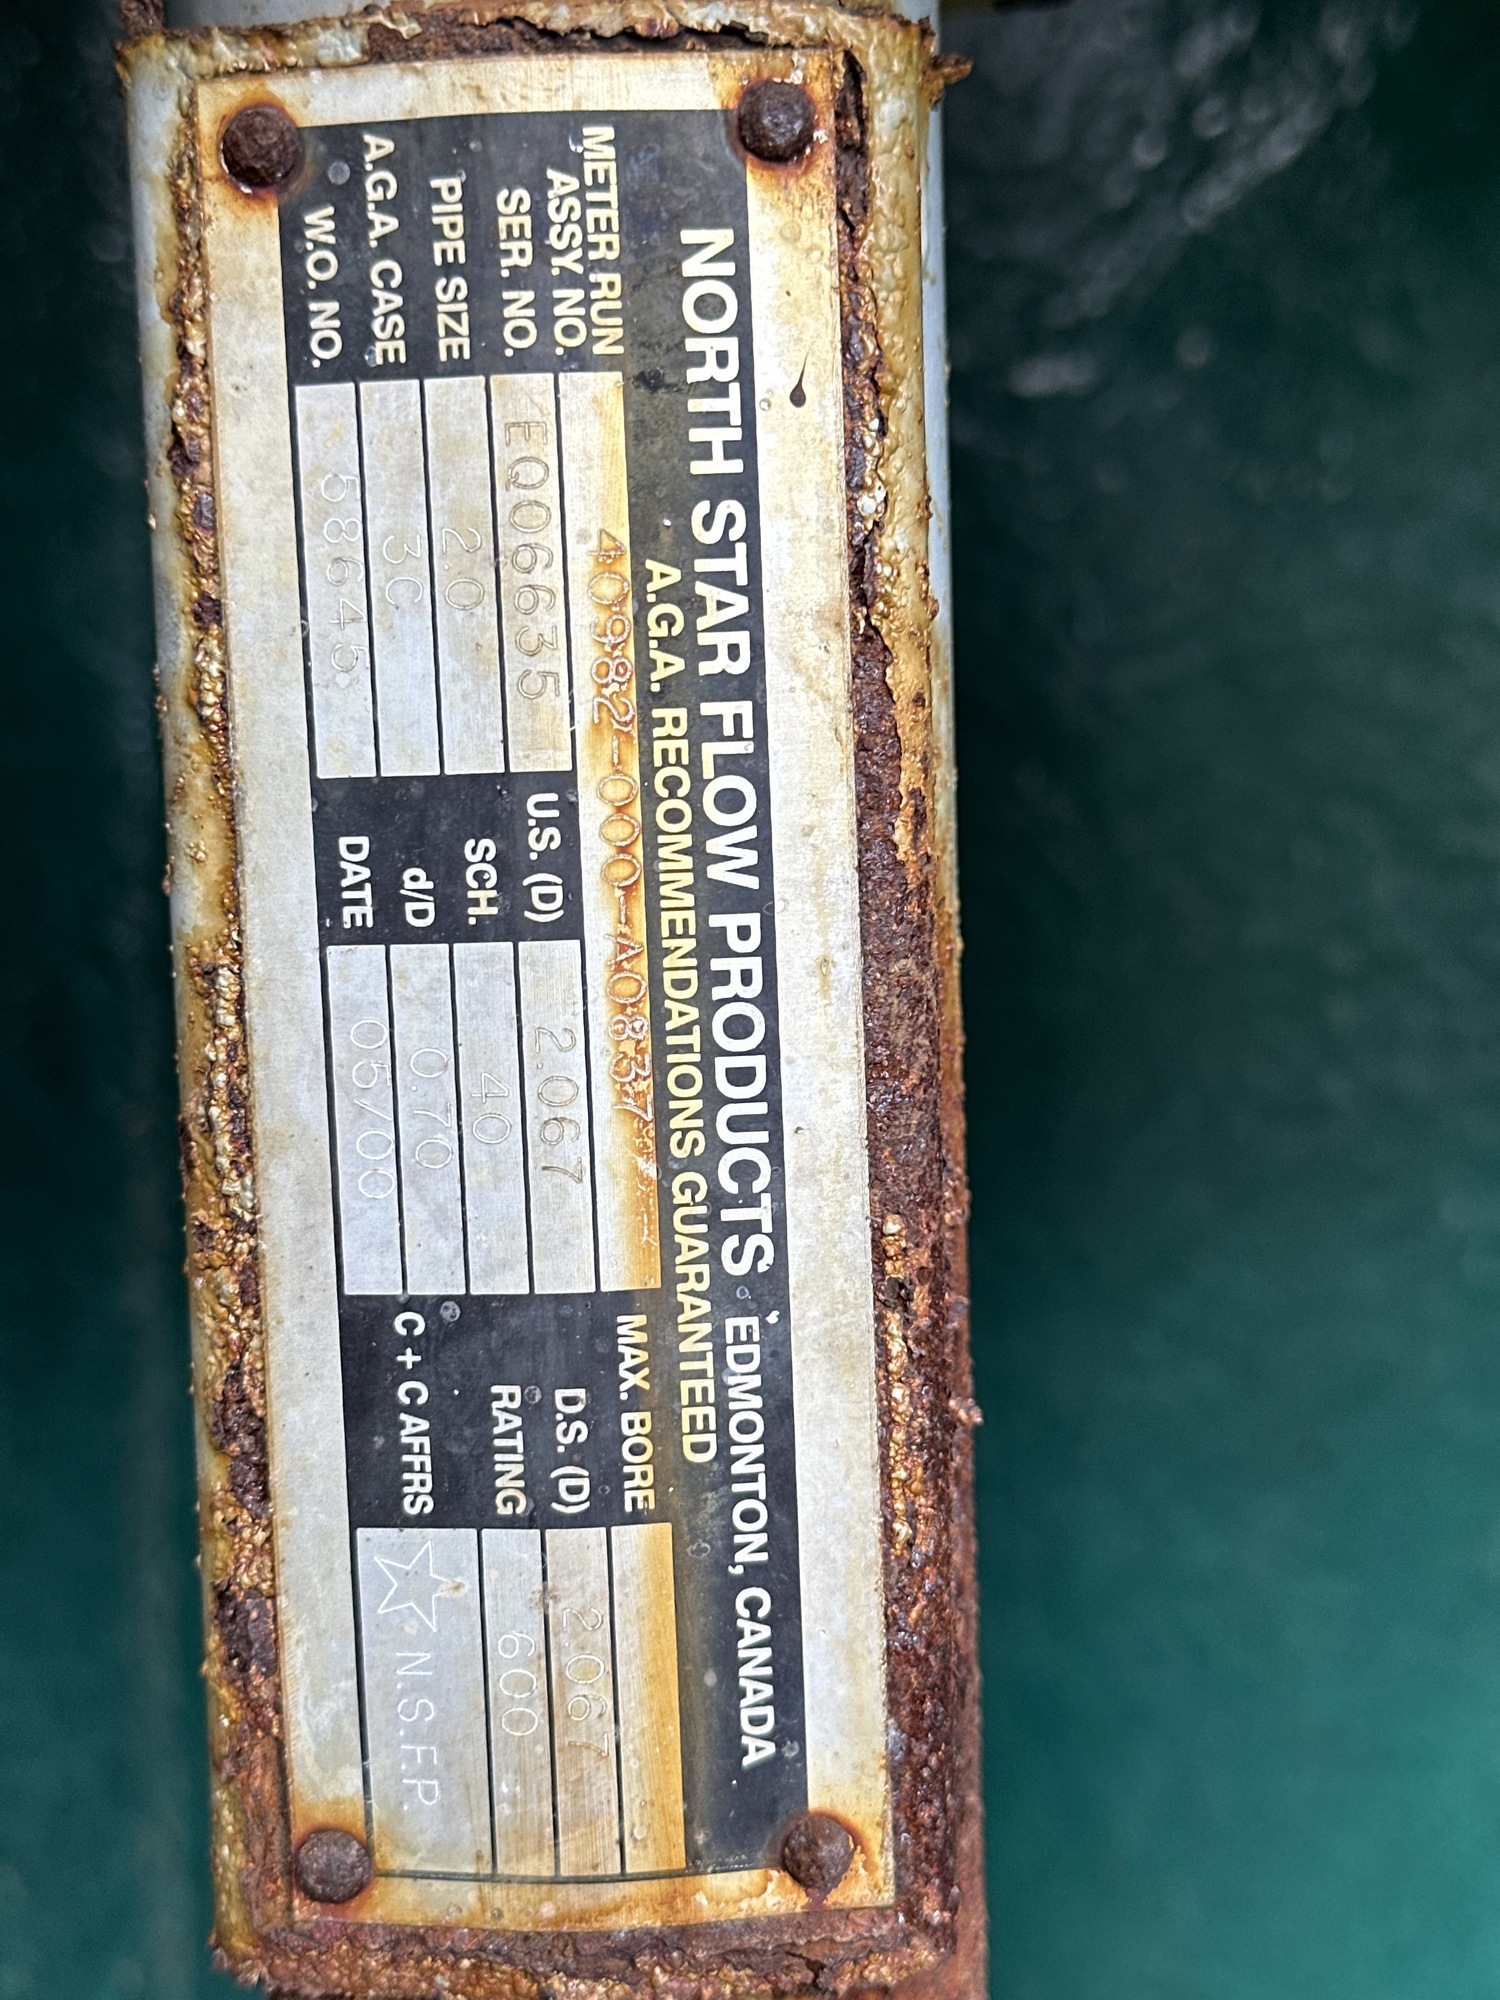 NORTH STAR FLOW PRODUCTS EDMONTON, CANADA
A.G.A. RECOMMENDATIONS GUARANTEED
METER RUN ASSY. NO. 40982-000-A0837 MAX. BORE
SER. NO. EQ06635 U.S. (D) 2.067 D.S. (D) 2.067
PIPE SIZE 2.0 SCH. 40 RATING 600
A.G.A. CASE 3C d/D 0.70 C + C AFFRS N.S.F.P.
W.O. NO. 58645 DATE 05/00